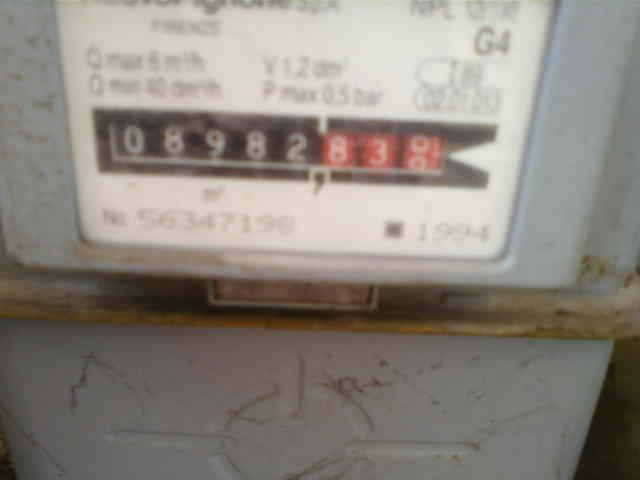 FIRENZE
G4
Q max 6 m³/h V 1,2 dm³
Q min 40 dm³/h P max 0,5 bar
08982 83
m³
No 56347198 1994